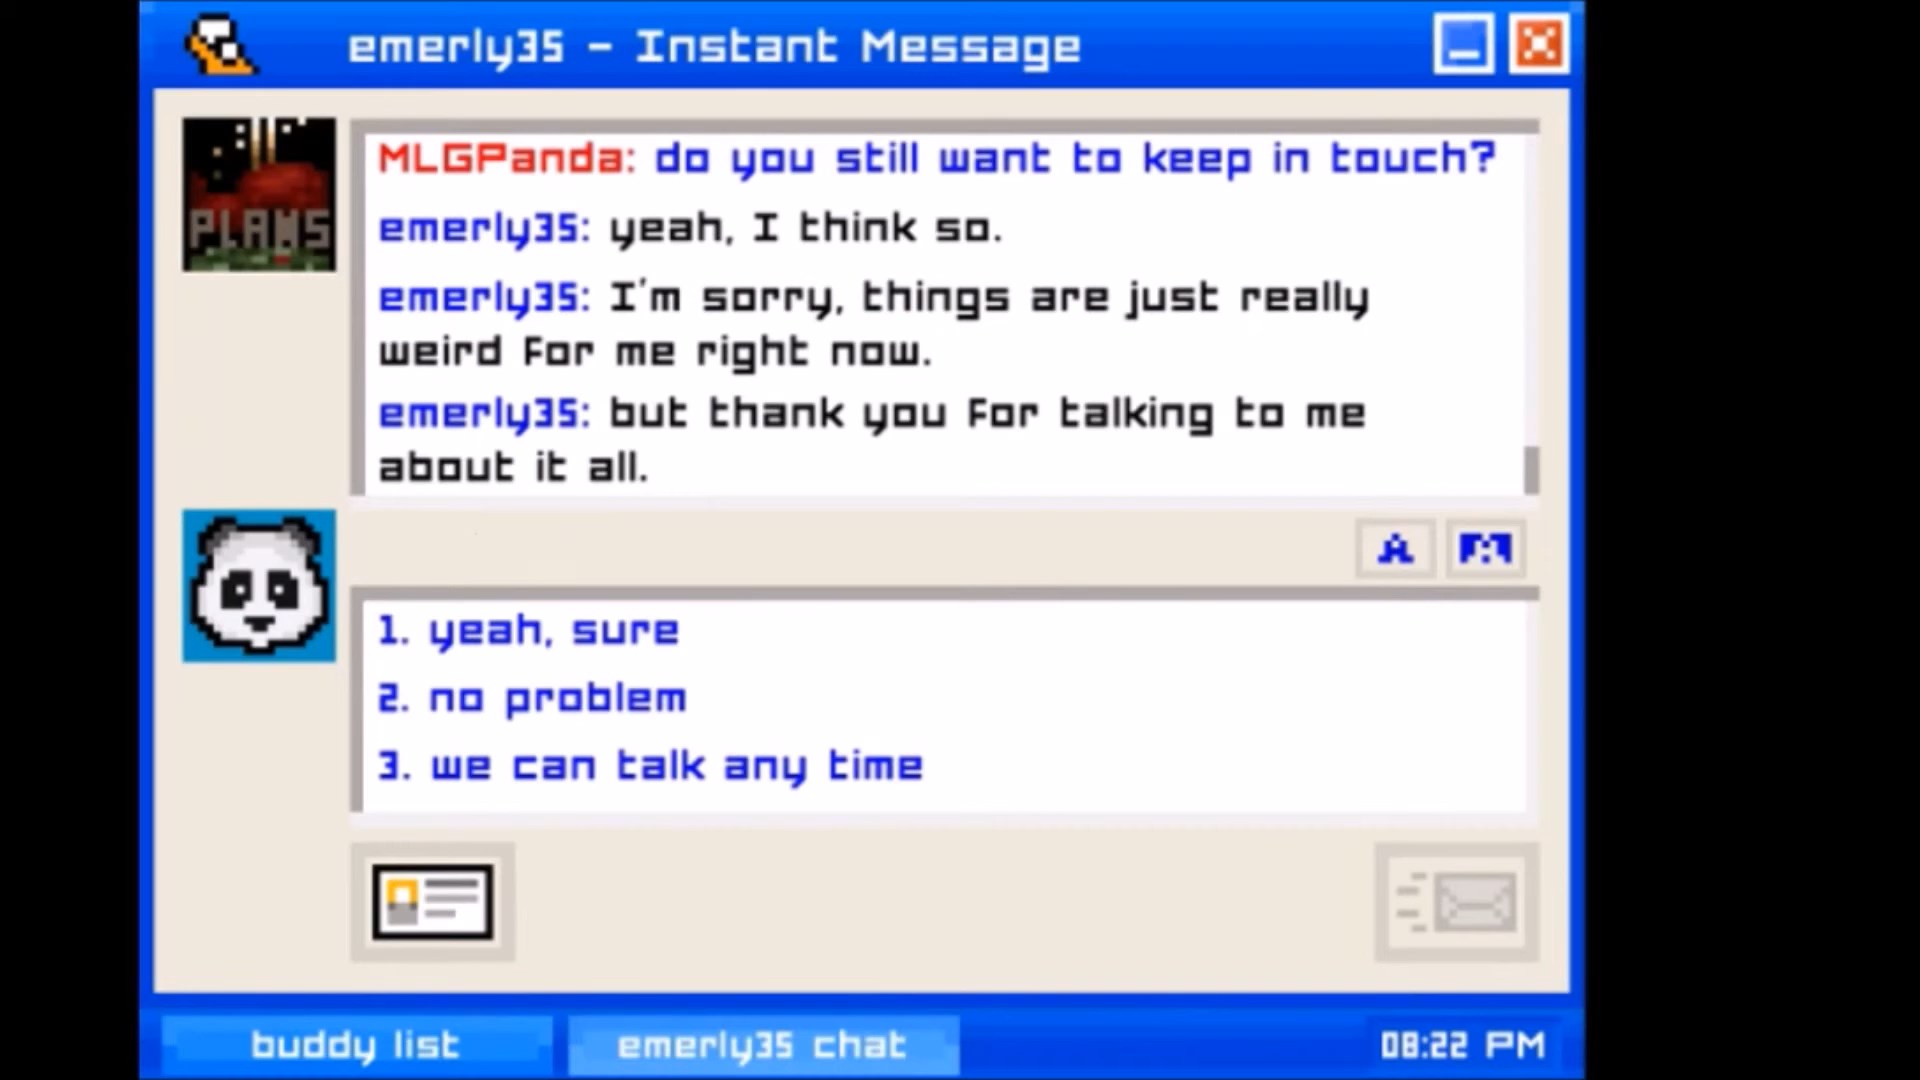 emerly35 - Instant Message
PLANS
MLGPanda: do you still want to keep in touch?
emerly35: yeah, I think so.
emerly35: I'm sorry, things are just really
weird for me right now.
emerly35: but thank you for talking to me
about it all.
A
1. yeah, sure
2. no problem
3. we can talk any time
buddy list
emerly35 chat
08:22 PM